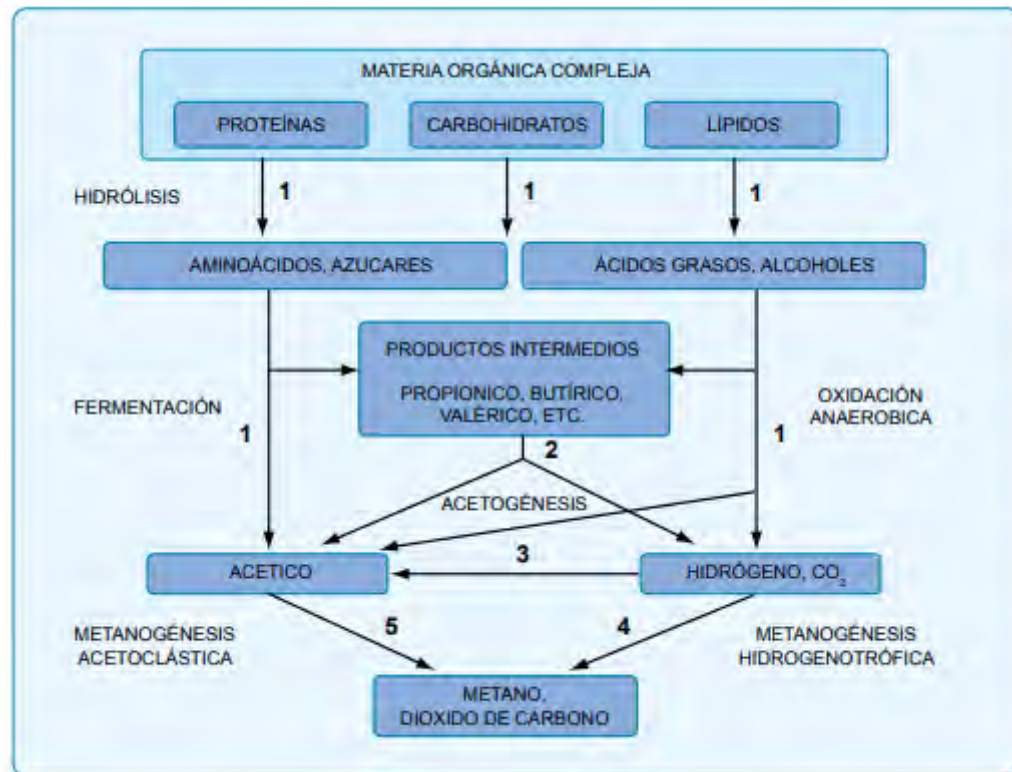 MATERIA ORGÁNICA COMPLEJA
PROTEÍNAS
CARBOHIDRATOS
LÍPIDOS
HIDRÓLISIS
1
1
1
AMINOÁCIDOS, AZUCARES
ÁCIDOS GRASOS, ALCOHOLES
PRODUCTOS INTERMEDIOS
PROPIONICO, BUTÍRICO,
VALÉRICO, ETC.
FERMENTACIÓN
1
OXIDACIÓN
ANAEROBICA
1
2
ACETOGÉNESIS
ACETICO
3
HIDRÓGENO, CO₂
METANOGÉNESIS
ACETOCLÁSTICA
5
4
METANOGÉNESIS
HIDROGENOTRÓFICA
METANO,
DIOXIDO DE CARBONO